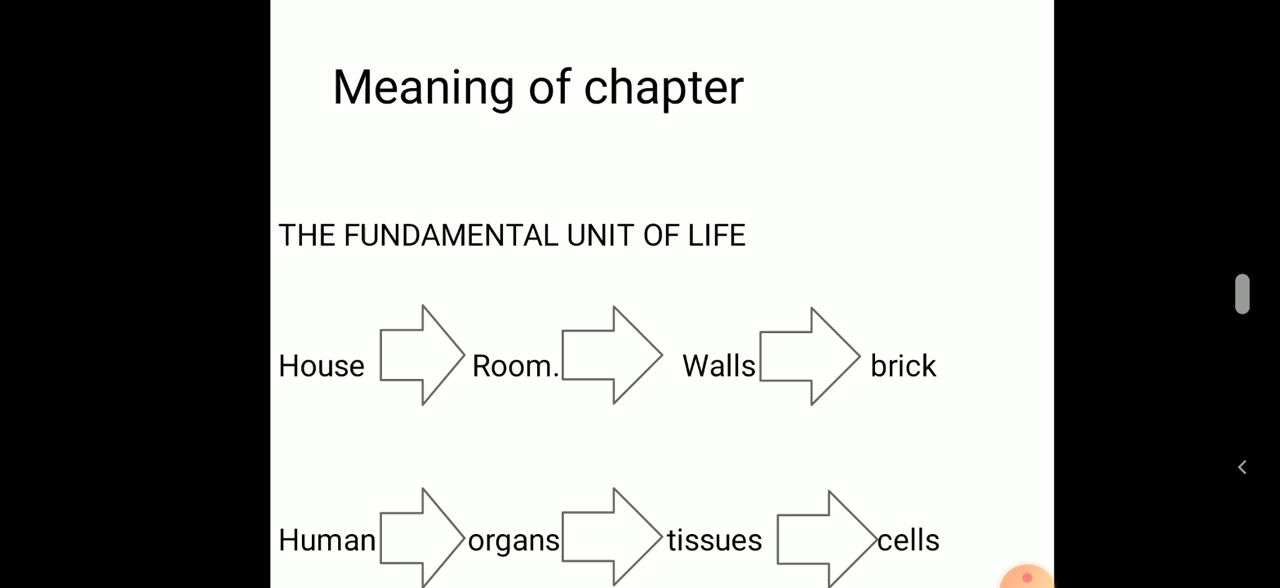 Meaning of chapter
THE FUNDAMENTAL UNIT OF LIFE
House Room. Walls brick
Human organs tissues cells